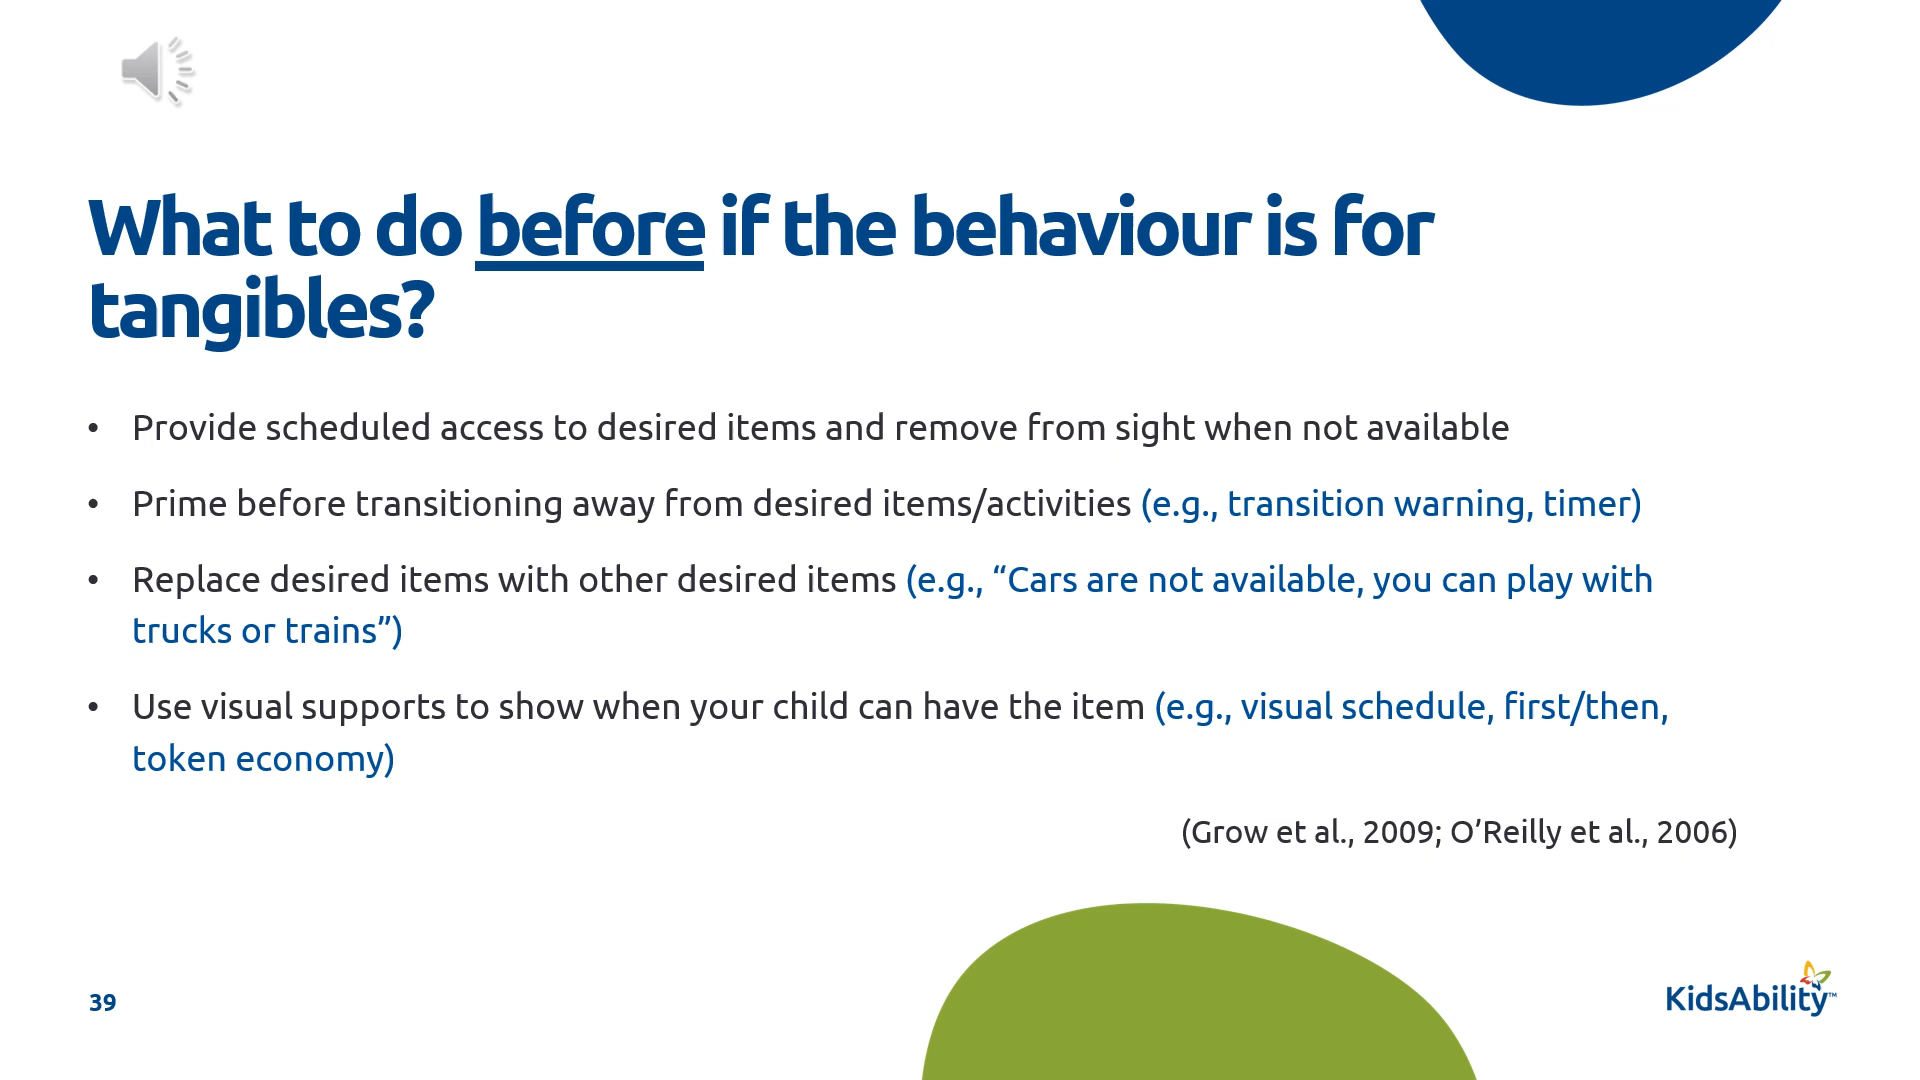 What to do before if the behaviour is for
tangibles?
• Provide scheduled access to desired items and remove from sight when not available
• Prime before transitioning away from desired items/activities (e.g., transition warning, timer)
• Replace desired items with other desired items (e.g., “Cars are not available, you can play with
trucks or trains”)
• Use visual supports to show when your child can have the item (e.g., visual schedule, first/then,
token economy)
(Grow et al., 2009; O’Reilly et al., 2006)
39
KidsAbility™